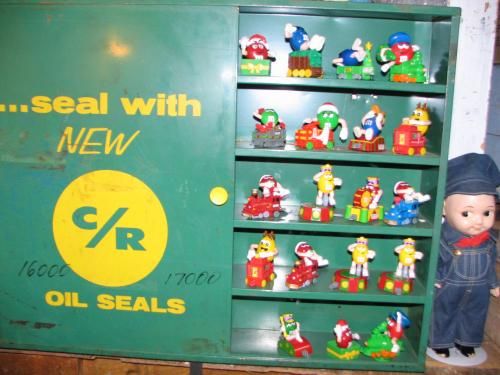 ...seal with
NEW
C/R
16000 17000
OIL SEALS